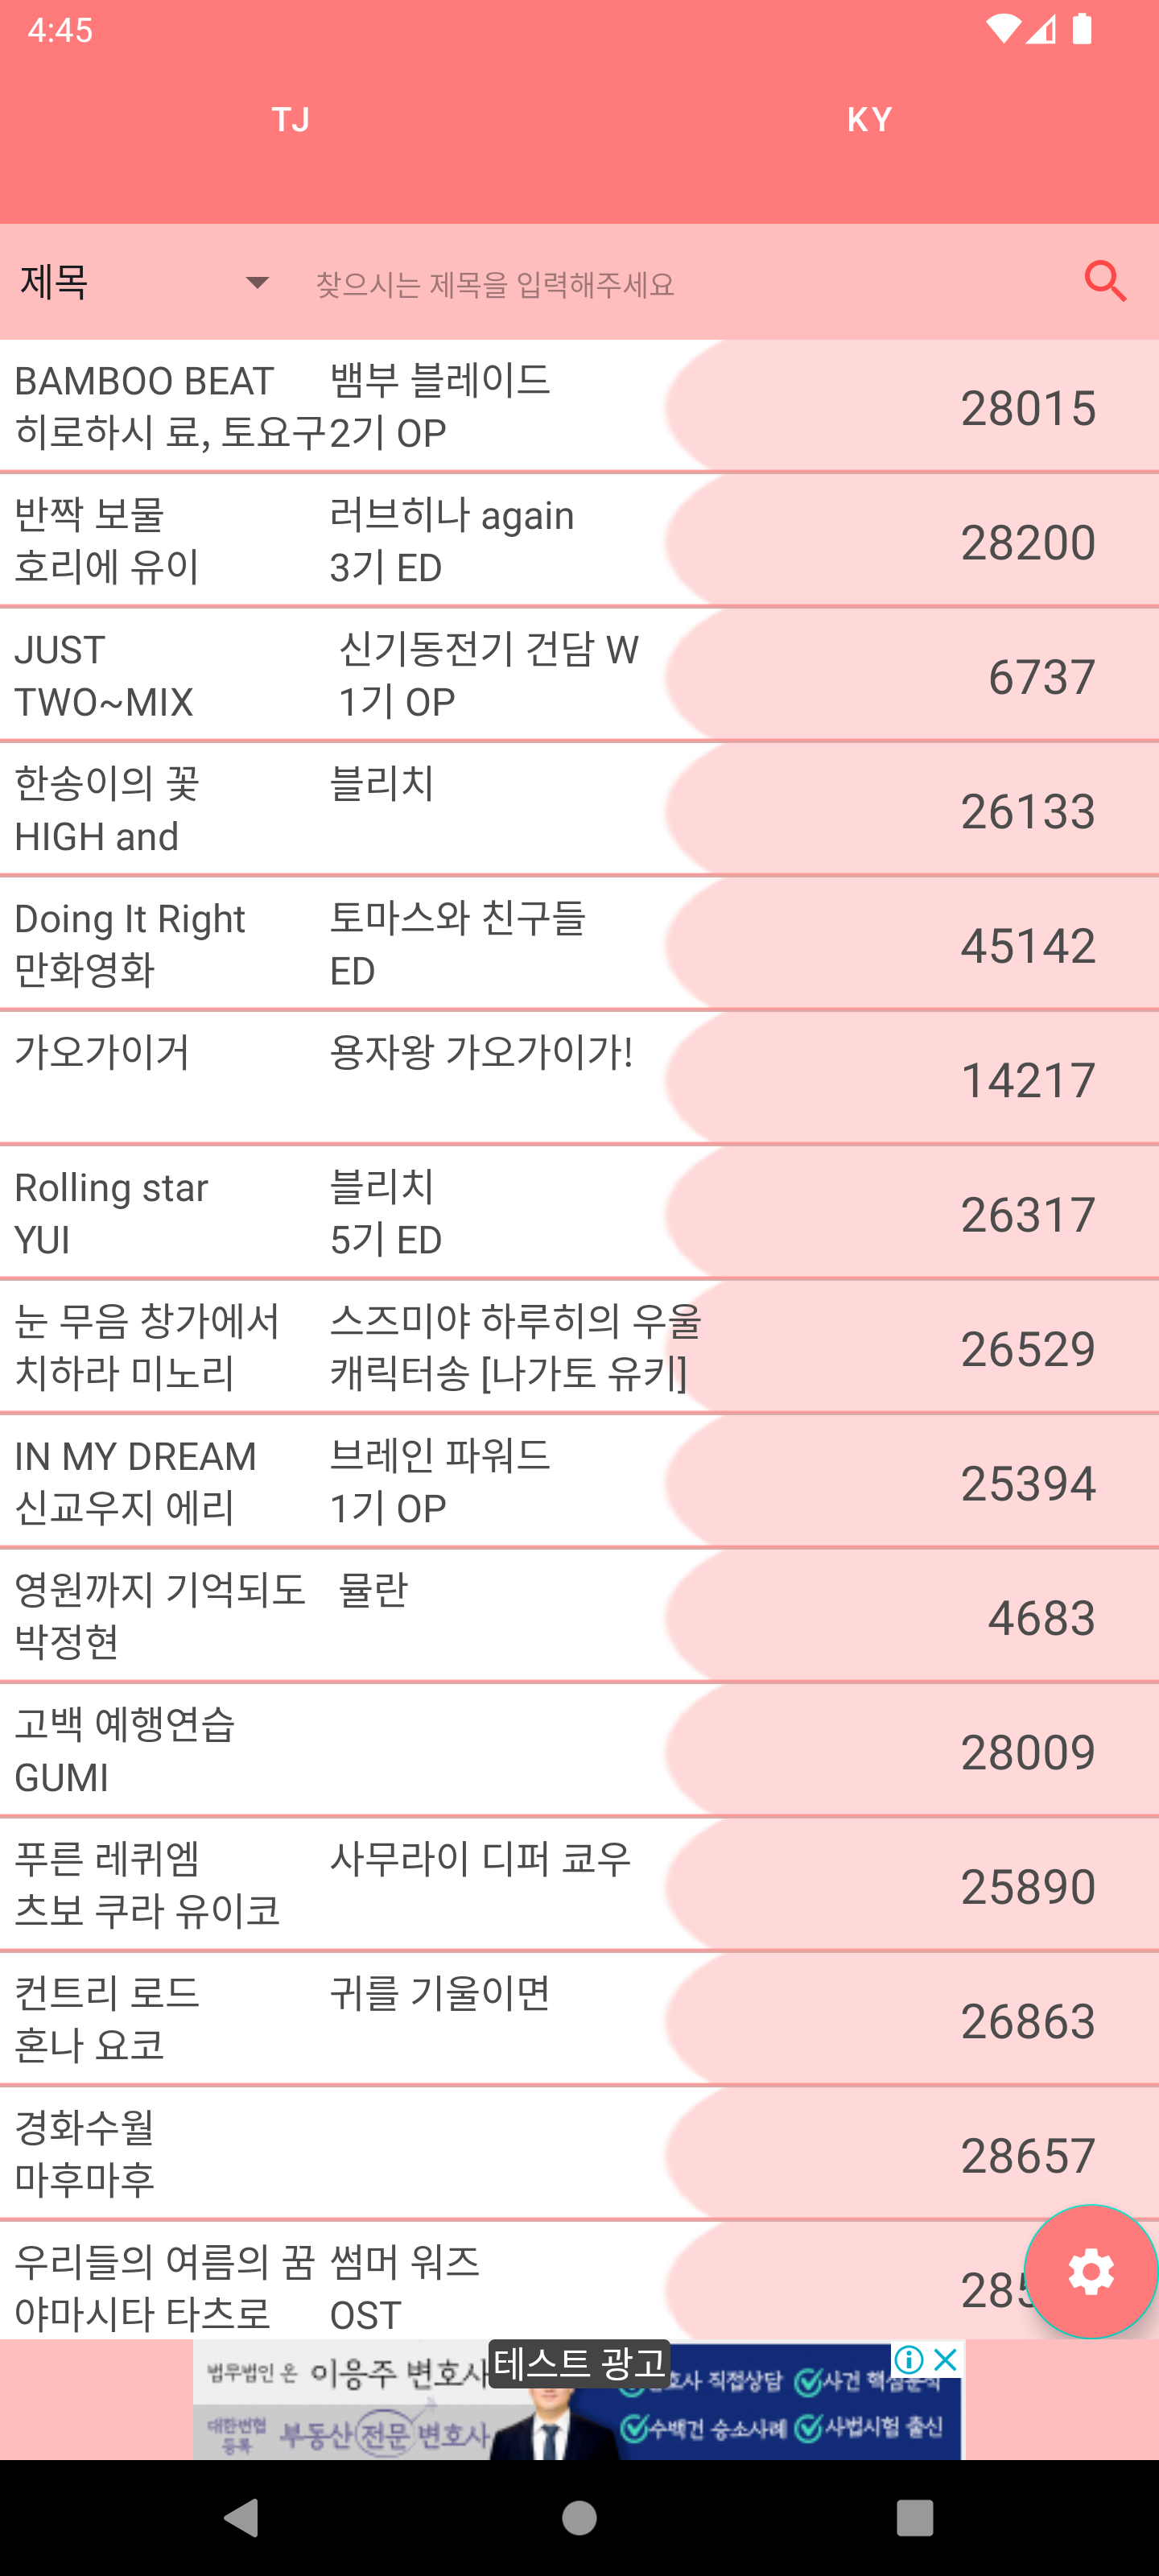 4:45
TJ
KY
제목
찾으시는 제목을 입력해주세요
BAMBOO BEAT 뱀부 블레이드
히로하시 료, 토요구 2기 OP
28015
반짝 보물 러브히나 again
호리에 유이 3기 ED
28200
JUST 신기동전기 건담 W
TWO~MIX 1기 OP
6737
한송이의 꽃 블리치
HIGH and
26133
Doing It Right 토마스와 친구들
만화영화 ED
45142
가오가이거 용자왕 가오가이가!
14217
Rolling star 블리치
YUI 5기 ED
26317
눈 무음 창가에서 스즈미야 하루히의 우울
치하라 미노리 캐릭터송 [나가토 유키]
26529
IN MY DREAM 브레인 파워드
신교우지 에리 1기 OP
25394
영원까지 기억되도 뮬란
박정현
4683
고백 예행연습
GUMI
28009
푸른 레퀴엠 사무라이 디퍼 쿄우
츠보 쿠라 유이코
25890
컨트리 로드 귀를 기울이면
혼나 요코
26863
경화수월
마후마후
28657
우리들의 여름의 꿈 썸머 워즈
야마시타 타츠로 OST
285
테스트 광고
법무법인 온 이응주 변호사
대한변협
등록
부동산 전문 변호사
변호사 직접상담 사건 핵심분석
수백건 승소사례 사법시험 출신